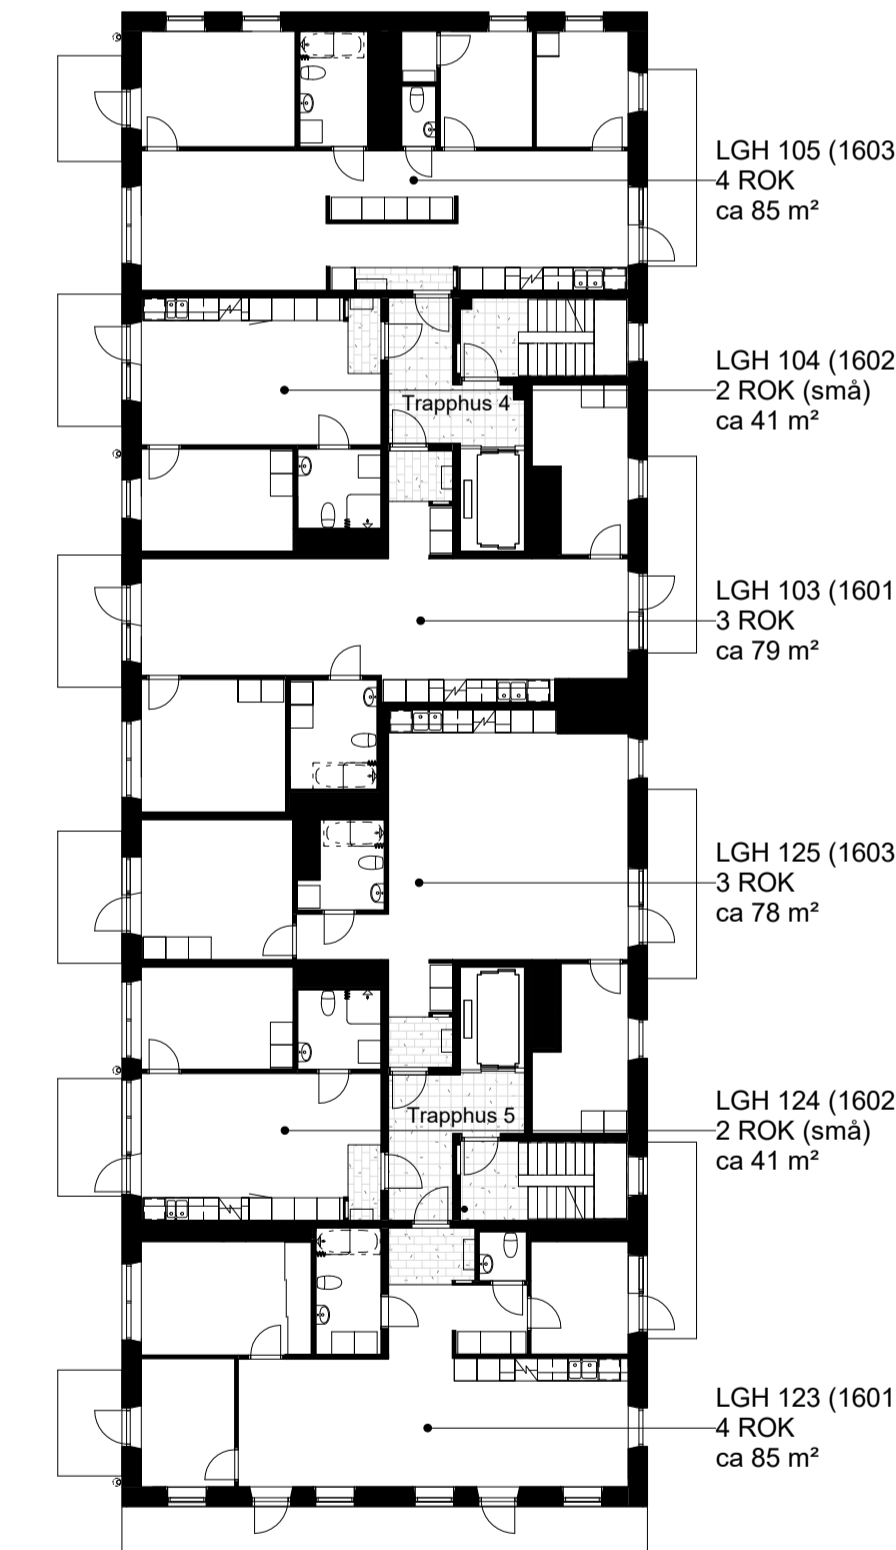 LGH 105 (1603
4 ROK
ca 85 m²
LGH 104 (1602
2 ROK (små)
ca 41 m²
Trapphus 4
LGH 103 (1601
3 ROK
ca 79 m²
LGH 125 (1603
3 ROK
ca 78 m²
LGH 124 (1602
2 ROK (små)
ca 41 m²
Trapphus 5
LGH 123 (1601
4 ROK
ca 85 m²